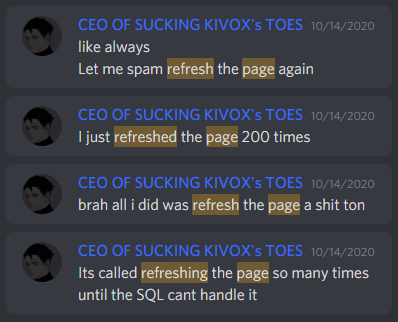 CEO OF SUCKING KIVOX's TOES 10/14/2020
like always
Let me spam refresh the page again
CEO OF SUCKING KIVOX's TOES 10/14/2020
I just refreshed the page 200 times
CEO OF SUCKING KIVOX's TOES 10/14/2020
brah all i did was refresh the page a shit ton
CEO OF SUCKING KIVOX's TOES 10/14/2020
Its called refreshing the page so many times
until the SQL cant handle it